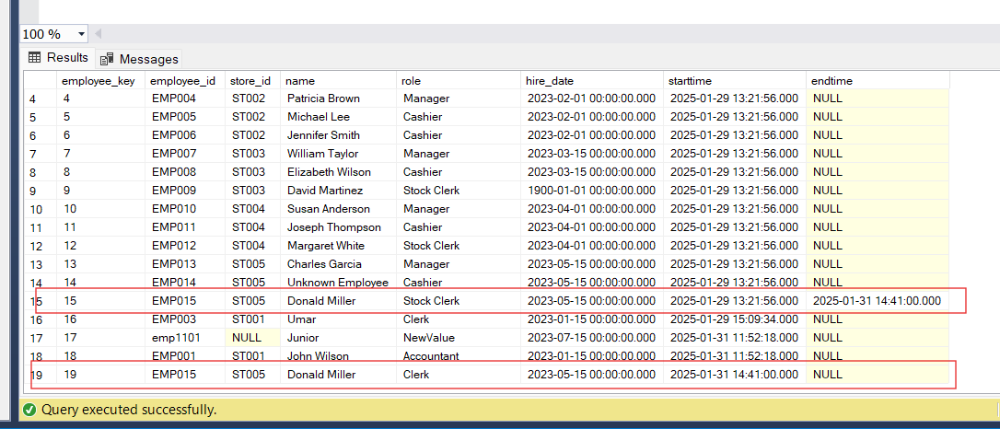 100 %
Results Messages
employee_key employee_id store_id name role hire_date starttime endtime
4 4 EMP004 ST002 Patricia Brown Manager 2023-02-01 00:00:00.000 2025-01-29 13:21:56.000 NULL
5 5 EMP005 ST002 Michael Lee Cashier 2023-02-01 00:00:00.000 2025-01-29 13:21:56.000 NULL
6 6 EMP006 ST002 Jennifer Smith Cashier 2023-02-01 00:00:00.000 2025-01-29 13:21:56.000 NULL
7 7 EMP007 ST003 William Taylor Manager 2023-03-15 00:00:00.000 2025-01-29 13:21:56.000 NULL
8 8 EMP008 ST003 Elizabeth Wilson Cashier 2023-03-15 00:00:00.000 2025-01-29 13:21:56.000 NULL
9 9 EMP009 ST003 David Martinez Stock Clerk 1900-01-01 00:00:00.000 2025-01-29 13:21:56.000 NULL
10 10 EMP010 ST004 Susan Anderson Manager 2023-04-01 00:00:00.000 2025-01-29 13:21:56.000 NULL
11 11 EMP011 ST004 Joseph Thompson Cashier 2023-04-01 00:00:00.000 2025-01-29 13:21:56.000 NULL
12 12 EMP012 ST004 Margaret White Stock Clerk 2023-04-01 00:00:00.000 2025-01-29 13:21:56.000 NULL
13 13 EMP013 ST005 Charles Garcia Manager 2023-05-15 00:00:00.000 2025-01-29 13:21:56.000 NULL
14 14 EMP014 ST005 Unknown Employee Cashier 2023-05-15 00:00:00.000 2025-01-29 13:21:56.000 NULL
15 15 EMP015 ST005 Donald Miller Stock Clerk 2023-05-15 00:00:00.000 2025-01-29 13:21:56.000 2025-01-31 14:41:00.000
16 16 EMP003 ST001 Umar Clerk 2023-01-15 00:00:00.000 2025-01-29 15:09:34.000 NULL
17 17 emp1101 NULL Junior NewValue 2023-07-15 00:00:00.000 2025-01-31 11:52:18.000 NULL
18 18 EMP001 ST001 John Wilson Accountant 2023-01-15 00:00:00.000 2025-01-31 11:52:18.000 NULL
19 19 EMP015 ST005 Donald Miller Clerk 2023-05-15 00:00:00.000 2025-01-31 14:41:00.000 NULL
Query executed successfully.